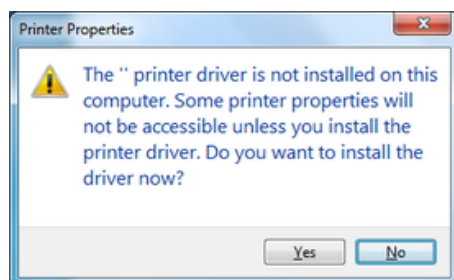 Printer Properties
The '' printer driver is not installed on this
computer. Some printer properties will
not be accessible unless you install the
printer driver. Do you want to install the
driver now?
Yes
No